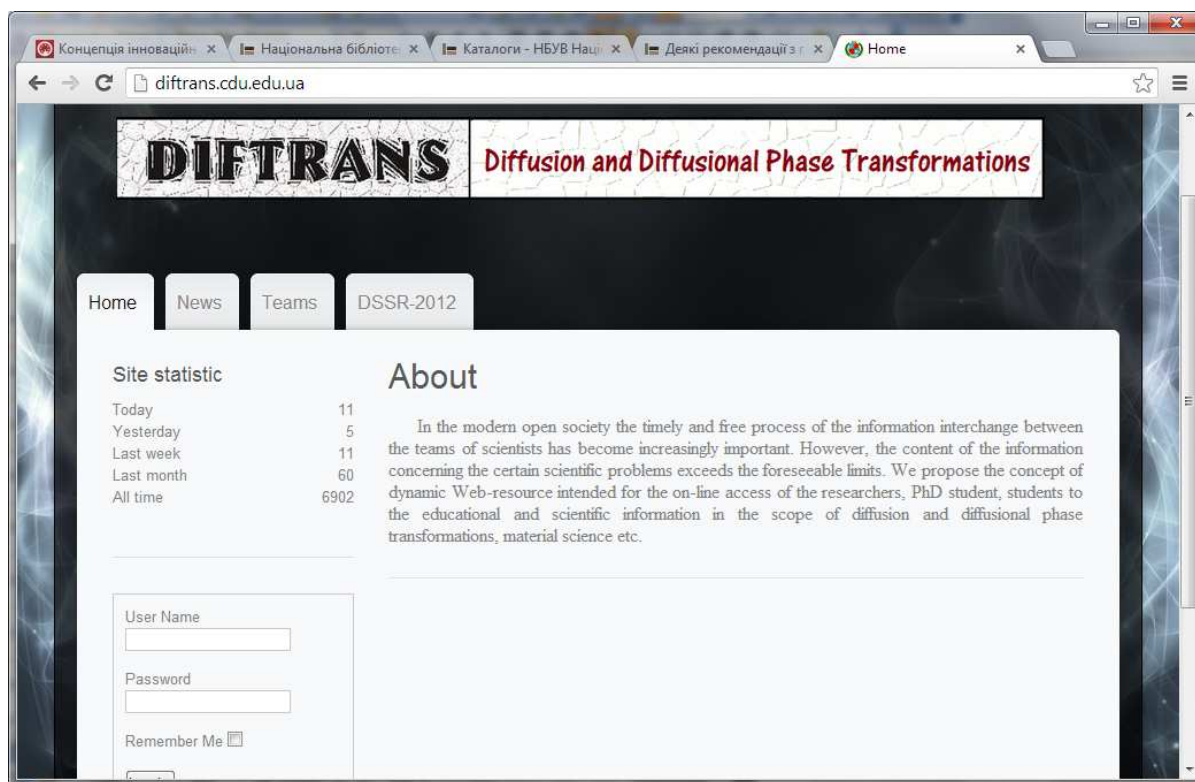 Концепція інноваційн
Національна бібліоте
Каталоги - НБУВ Наці
Деякі рекомендації з г
Home
diftrans.cdu.edu.ua
DIFTRANS
Diffusion and Diffusional Phase Transformations
Home
News
Teams
DSSR-2012
Site statistic
Today 11
Yesterday 5
Last week 11
Last month 60
All time 6902
User Name
Password
Remember Me
About
In the modern open society the timely and free process of the information interchange between
the teams of scientists has become increasingly important. However, the content of the information
concerning the certain scientific problems exceeds the foreseeable limits. We propose the concept of
dynamic Web-resource intended for the on-line access of the researchers, PhD student, students to
the educational and scientific information in the scope of diffusion and diffusional phase
transformations, material science etc.